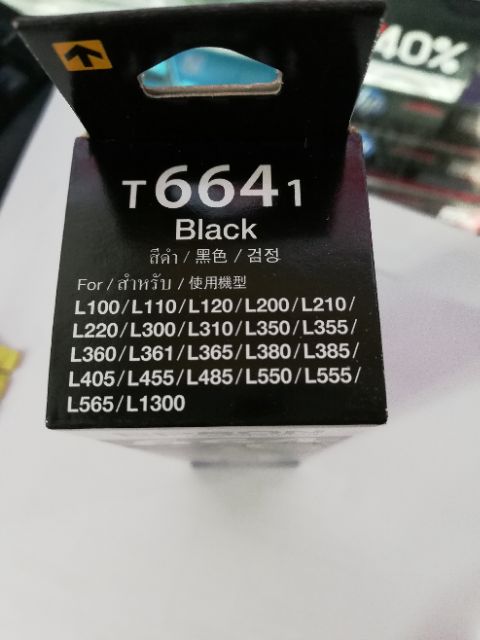 40%
T6641
Black
สีดำ / 黑色 / 검정
For / สำหรับ / 使用機型
L100/L110/L120/L200/L210/
L220/L300/L310/L350/L355/
L360/L361/L365/L380/L385/
L405/L455/L485/L550/L555/
L565/L1300